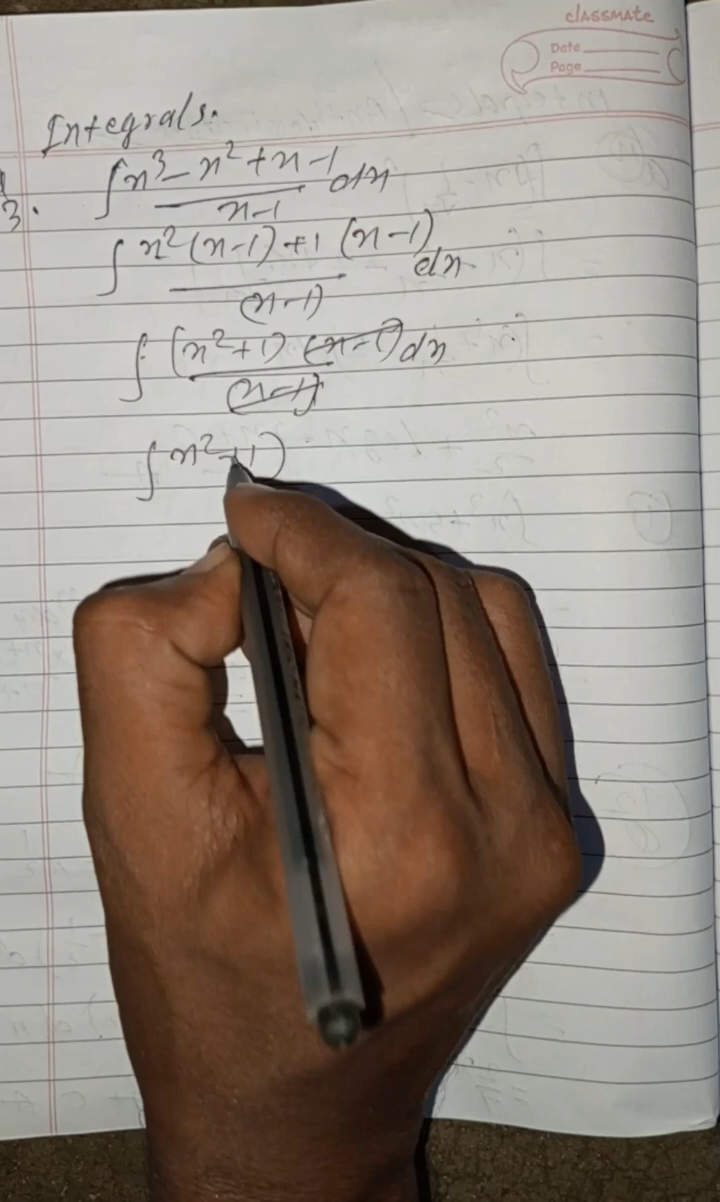 classmate
Date
Page
Integrals.
3. ∫ x³ - x² + x - 1 / x - 1 dx
∫ x² (x - 1) + 1 (x - 1) / (x - 1) dx
∫ (x² + 1) (x - 1) / (x - 1) dx
∫ x² + 1)